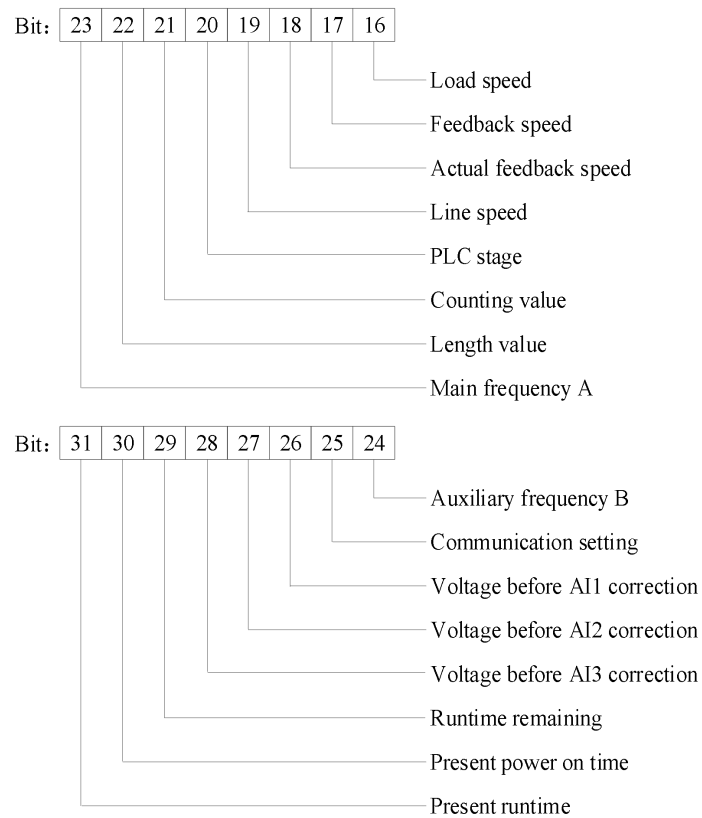 Bit: 23 22 21 20 19 18 17 16
Load speed
Feedback speed
Actual feedback speed
Line speed
PLC stage
Counting value
Length value
Main frequency A
Bit: 31 30 29 28 27 26 25 24
Auxiliary frequency B
Communication setting
Voltage before AI1 correction
Voltage before AI2 correction
Voltage before AI3 correction
Runtime remaining
Present power on time
Present runtime